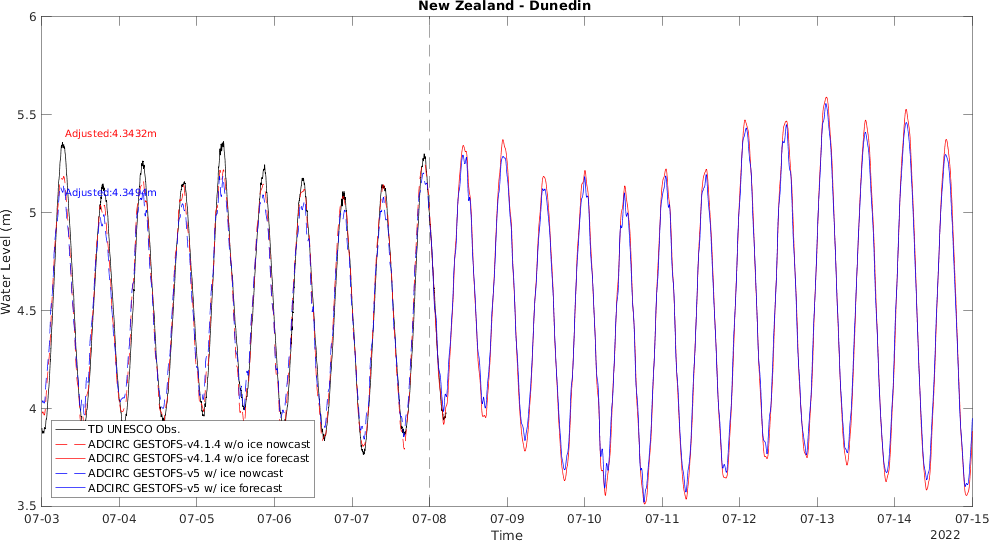 New Zealand - Dunedin
Water Level (m)
6
5.5
5
4.5
4
3.5
Adjusted:4.3432m
Adjusted:4.3494m
TD UNESCO Obs.
ADCIRC GESTOFS-v4.1.4 w/o ice nowcast
ADCIRC GESTOFS-v4.1.4 w/o ice forecast
ADCIRC GESTOFS-v5 w/ ice nowcast
ADCIRC GESTOFS-v5 w/ ice forecast
07-03 07-04 07-05 07-06 07-07 07-08 07-09 07-10 07-11 07-12 07-13 07-14 07-15
Time
2022